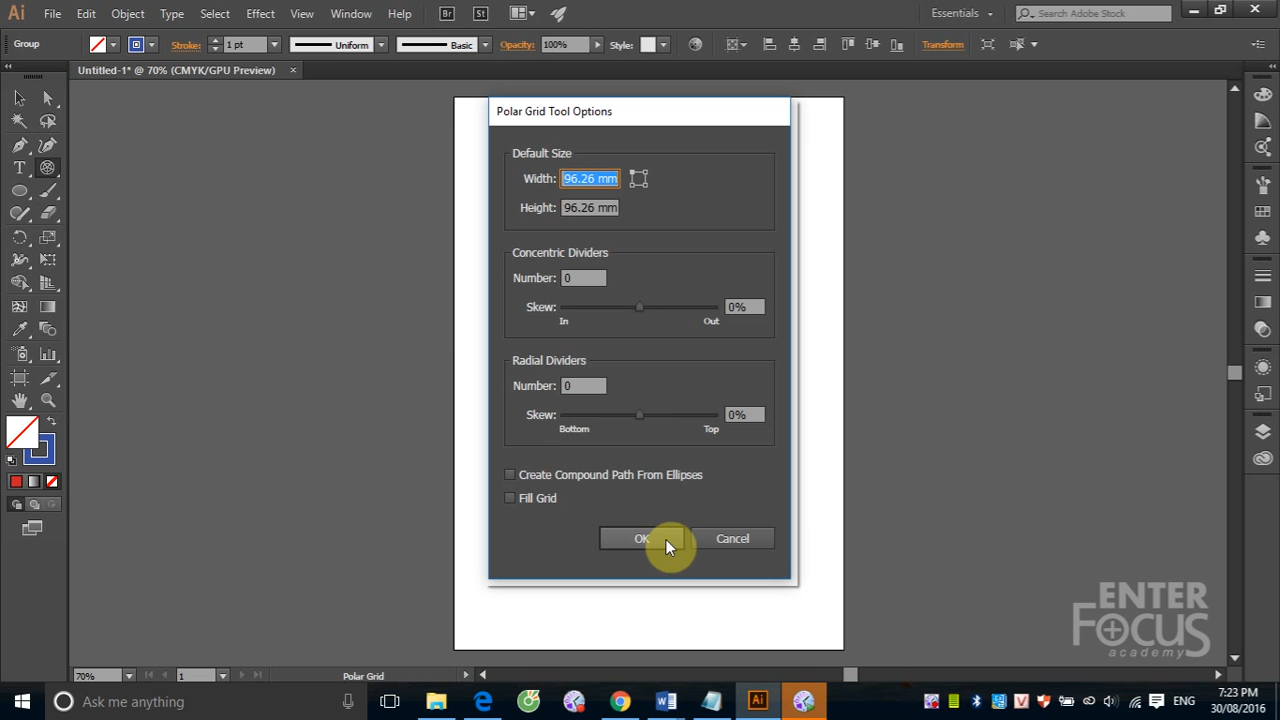 Ai File Edit Object Type Select Effect View Window Help Br St Essentials Search Adobe Stock
Group Stroke: 1 pt Uniform Basic Opacity: 100% Style: Transform
Untitled-1* @ 70% (CMYK/GPU Preview)
Polar Grid Tool Options
Default Size
Width: 96.26 mm
Height: 96.26 mm
Concentric Dividers
Number: 0
Skew: 0%
In Out
Radial Dividers
Number: 0
Skew: 0%
Bottom Top
Create Compound Path From Ellipses
Fill Grid
OK Cancel
ENTER
FOCUS
academy
70% 1 Polar Grid
Ask me anything Ai ENG 7:23 PM
30/08/2016